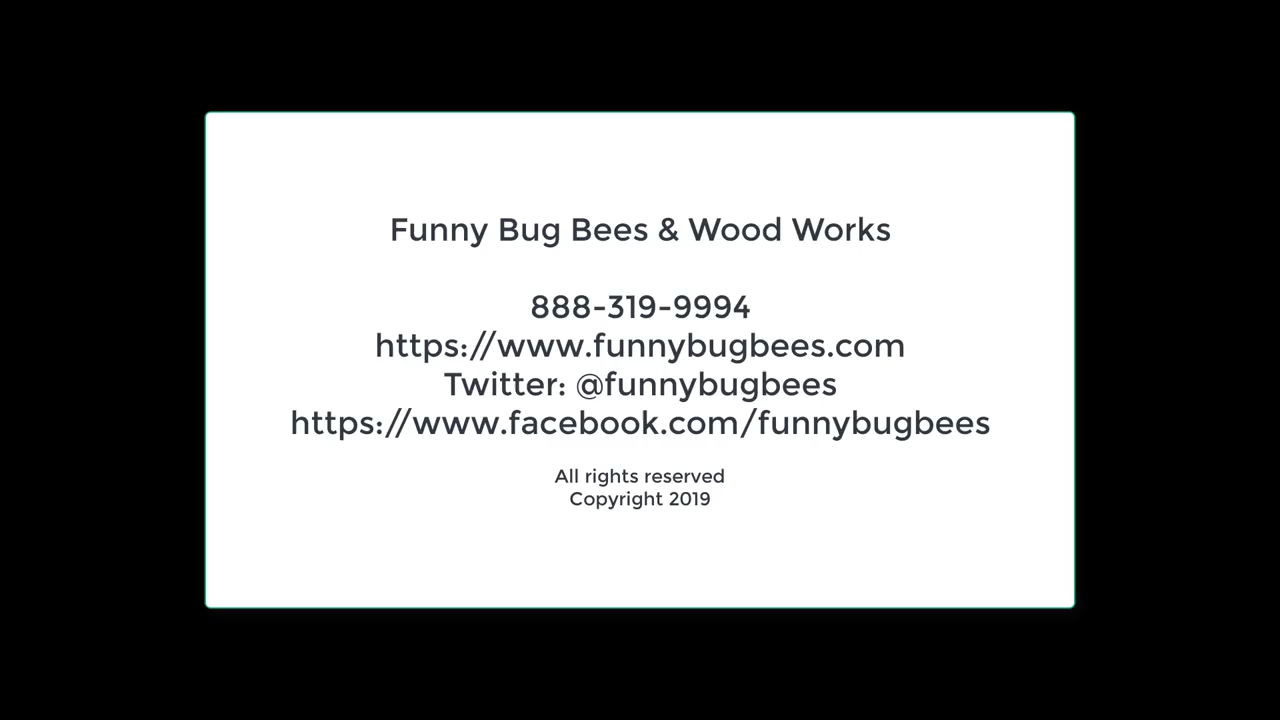 Funny Bug Bees & Wood Works
888-319-9994
https://www.funnybugbees.com
Twitter: @funnybugbees
https://www.facebook.com/funnybugbees
All rights reserved
Copyright 2019